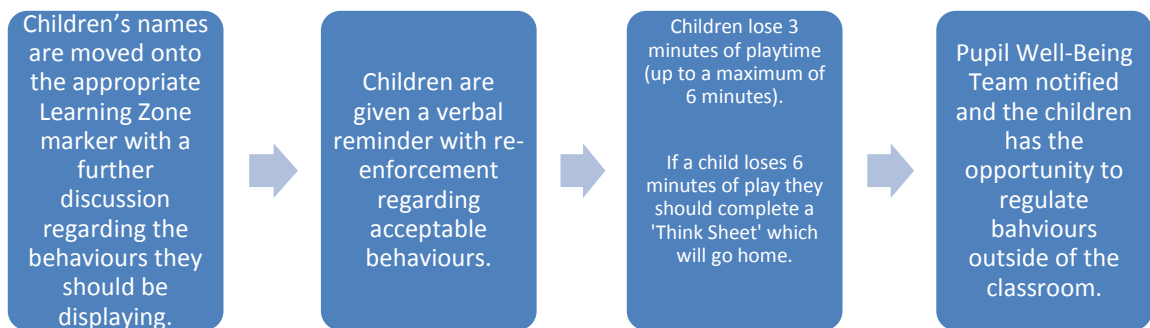 Children’s names
are moved onto
the appropriate
Learning Zone
marker with a
further
discussion
regarding the
behaviours they
should be
displaying.
Children are
given a verbal
reminder with re-
enforcement
regarding
acceptable
behaviours.
Children lose 3
minutes of playtime
(up to a maximum of
6 minutes).
If a child loses 6
minutes of play they
should complete a
'Think Sheet' which
will go home.
Pupil Well-Being
Team notified
and the children
has the
opportunity to
regulate
bahviours
outside of the
classroom.